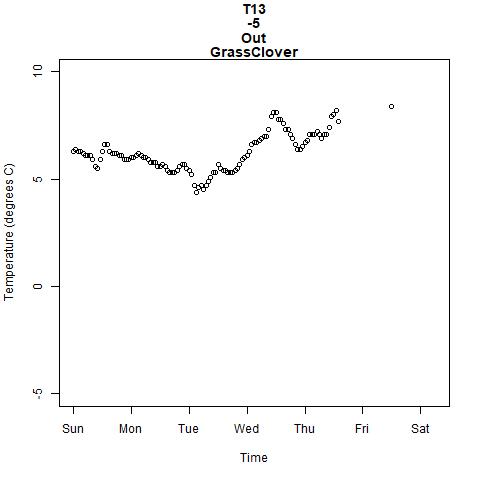 T13
-5
Out
GrassClover
Temperature (degrees C)
10
5
0
-5
Sun Mon Tue Wed Thu Fri Sat
Time